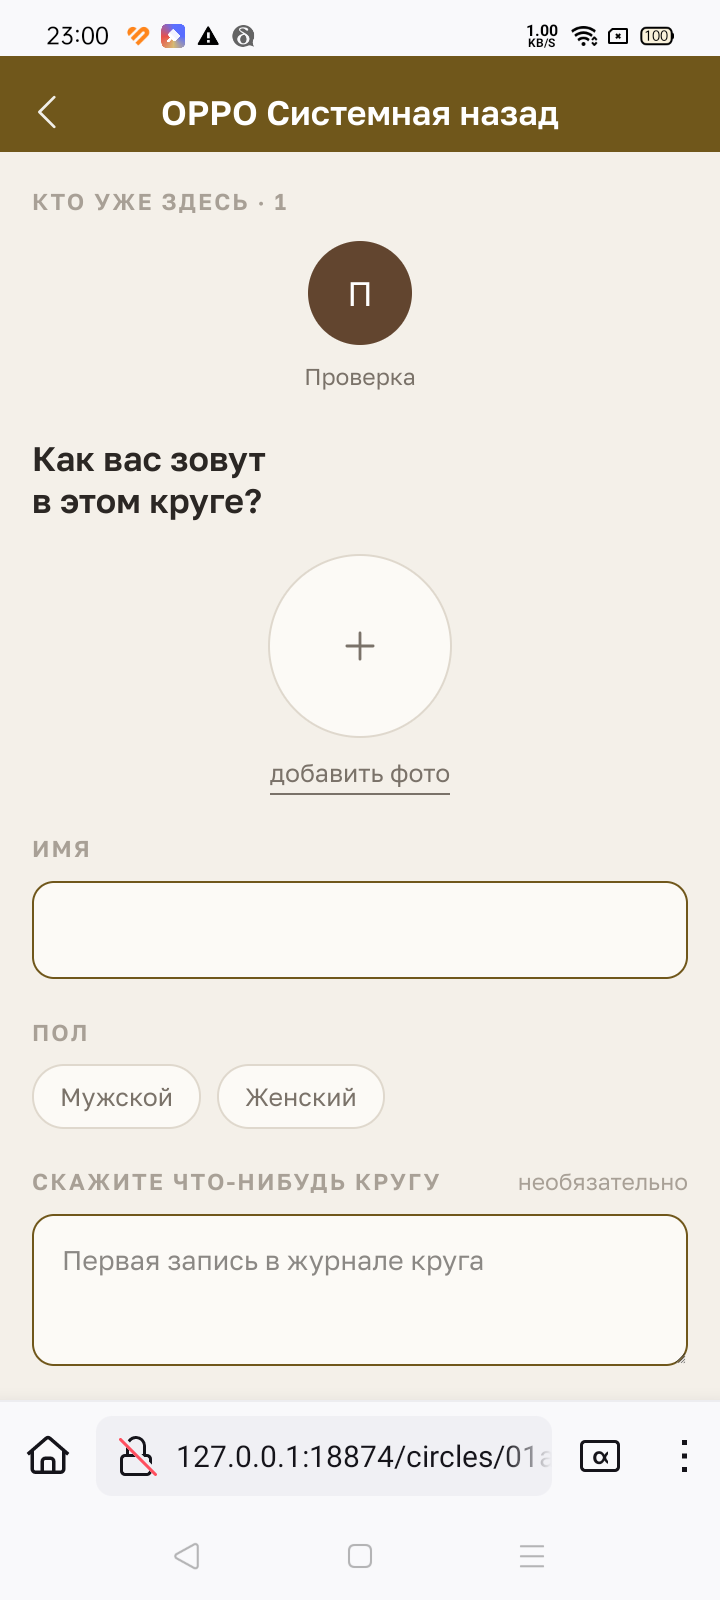 23:00
1.00
KB/S
100
OPPO Системная назад
КТО УЖЕ ЗДЕСЬ · 1
П
Проверка
Как вас зовут
в этом круге?
добавить фото
ИМЯ
ПОЛ
Мужской
Женский
СКАЖИТЕ ЧТО-НИБУДЬ КРУГУ
необязательно
Первая запись в журнале круга
127.0.0.1:18874/circles/01a